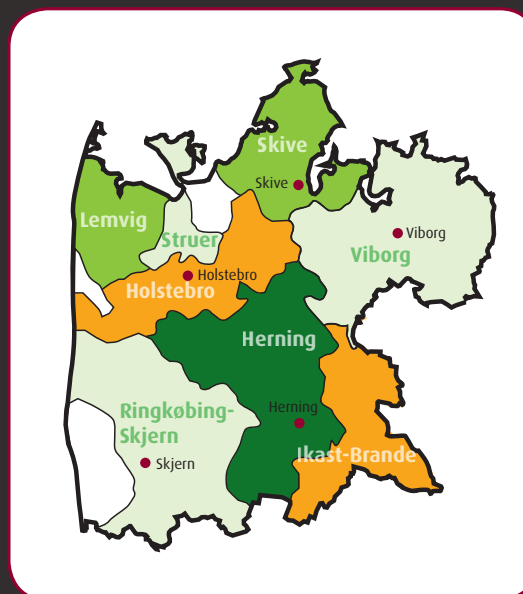 Skive
Skive
Lemvig
Struer
Viborg
Viborg
Holstebro
Holstebro
Herning
Herning
Ringkøbing-
Skjern
Skjern
Ikast-Brande